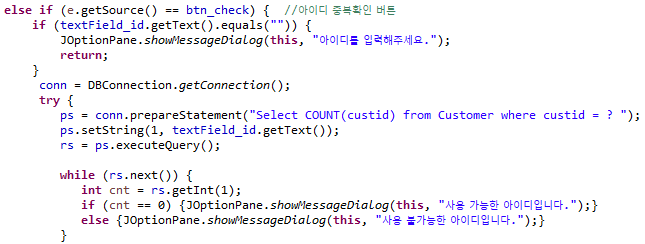 else if (e.getSource() == btn_check) {  //아이디 중복확인 버튼
if (textField_id.getText().equals("")) {
JOptionPane.showMessageDialog(this, "아이디를 입력해주세요.");
return;
}
conn = DBConnection.getConnection();
try {
ps = conn.prepareStatement("Select COUNT(custid) from Customer where custid = ? ");
ps.setString(1, textField_id.getText());
rs = ps.executeQuery();
while (rs.next()) {
int cnt = rs.getInt(1);
if (cnt == 0) {JOptionPane.showMessageDialog(this, "사용 가능한 아이디입니다.");}
else {JOptionPane.showMessageDialog(this, "사용 불가능한 아이디입니다.");}
}